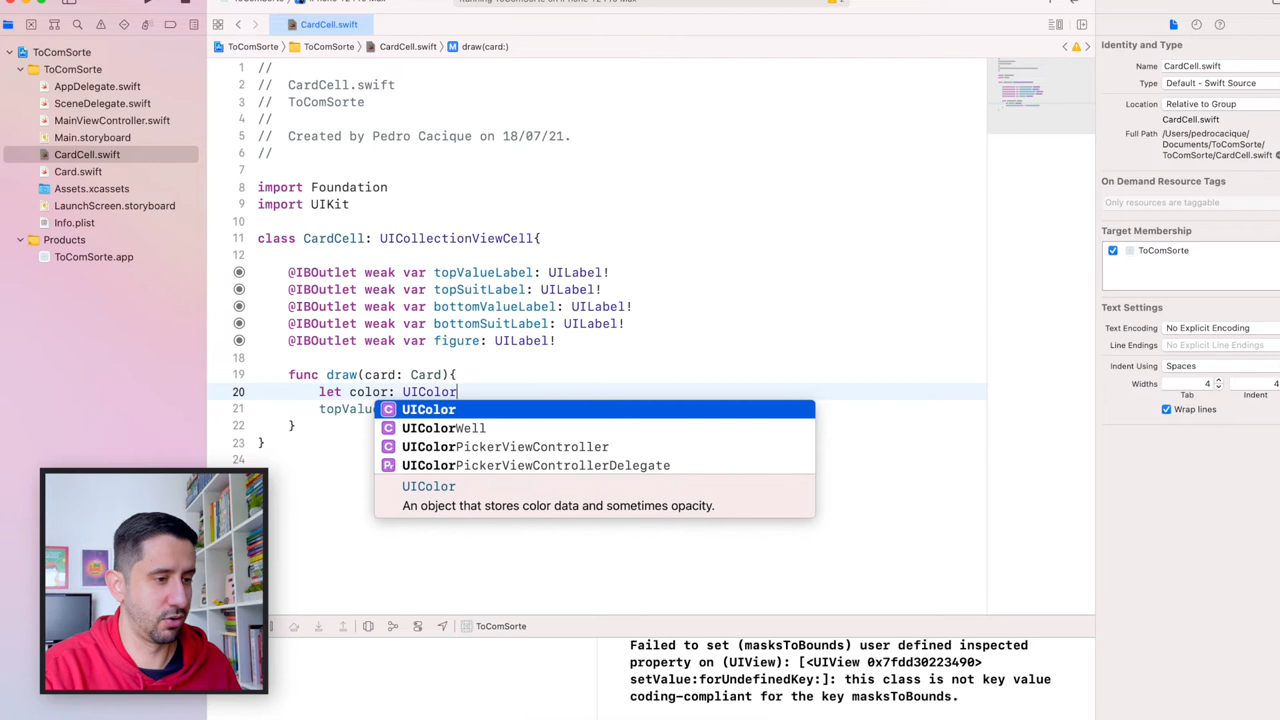 CardCell.swift
ToComSorte
ToComSorte
CardCell.swift
draw(card:)
ToComSorte
ToComSorte
AppDelegate.swift
SceneDelegate.swift
MainViewController.swift
Main.storyboard
CardCell.swift
Card.swift
Assets.xcassets
LaunchScreen.storyboard
Info.plist
Products
ToComSorte.app
1 //
2 // CardCell.swift
3 // ToComSorte
4 //
5 // Created by Pedro Cacique on 18/07/21.
6 //
7
8 import Foundation
9 import UIKit
10
11 class CardCell: UICollectionViewCell{
12
13 @IBOutlet weak var topValueLabel: UILabel!
14 @IBOutlet weak var topSuitLabel: UILabel!
15 @IBOutlet weak var bottomValueLabel: UILabel!
16 @IBOutlet weak var bottomSuitLabel: UILabel!
17 @IBOutlet weak var figure: UILabel!
18
19 func draw(card: Card){
20 let color: UIColor
21
22 }
23 }
24
C UIColor
C UIColorWell
C UIColorPickerViewController
Pr UIColorPickerViewControllerDelegate
UIColor
An object that stores color data and sometimes opacity.
ToComSorte
Failed to set (masksToBounds) user defined inspected
property on (UIView): [<UIView 0x7fdd30223490>
setValue:forUndefinedKey:]: this class is not key value
coding-compliant for the key masksToBounds.
Identity and Type
Name CardCell.swift
Type Default - Swift Source
Location Relative to Group
CardCell.swift
Full Path /Users/pedrocacique/
Documents/ToComSorte/
ToComSorte/CardCell.swift
On Demand Resource Tags
Only resources are taggable
Target Membership
ToComSorte
Text Settings
Text Encoding No Explicit Encoding
Line Endings No Explicit Line Endings
Indent Using Spaces
Widths 4 4
Tab Indent
Wrap lines